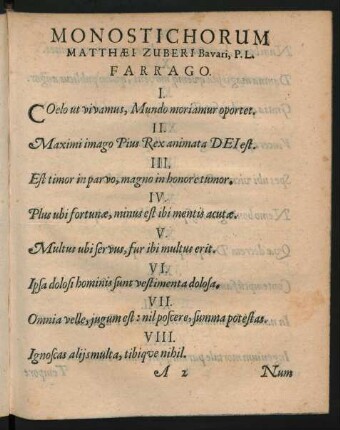 MONOSTICHORUM
MATTHÆI ZUBERI Bavari, P. L.
FARRAGO.
I.
COelo ut vivamus, Mundo moriamur oportet.
II.
Maximi imago Pius Rex animata DEI est.
III.
Est timor in parvo, magno in honore tumor.
IV.
Plus ubi fortunæ, minus est ibi mentis acutæ.
V.
Multus ubi servus, fur ibi multus erit.
VI.
Ipsa dolosi hominis sunt vestimenta dolosa.
VII.
Omnia velle, jugum est: nil poscere, summa potestas.
VIII.
Ignoscas alijs multa, tibiqve nihil.
A 2 Num